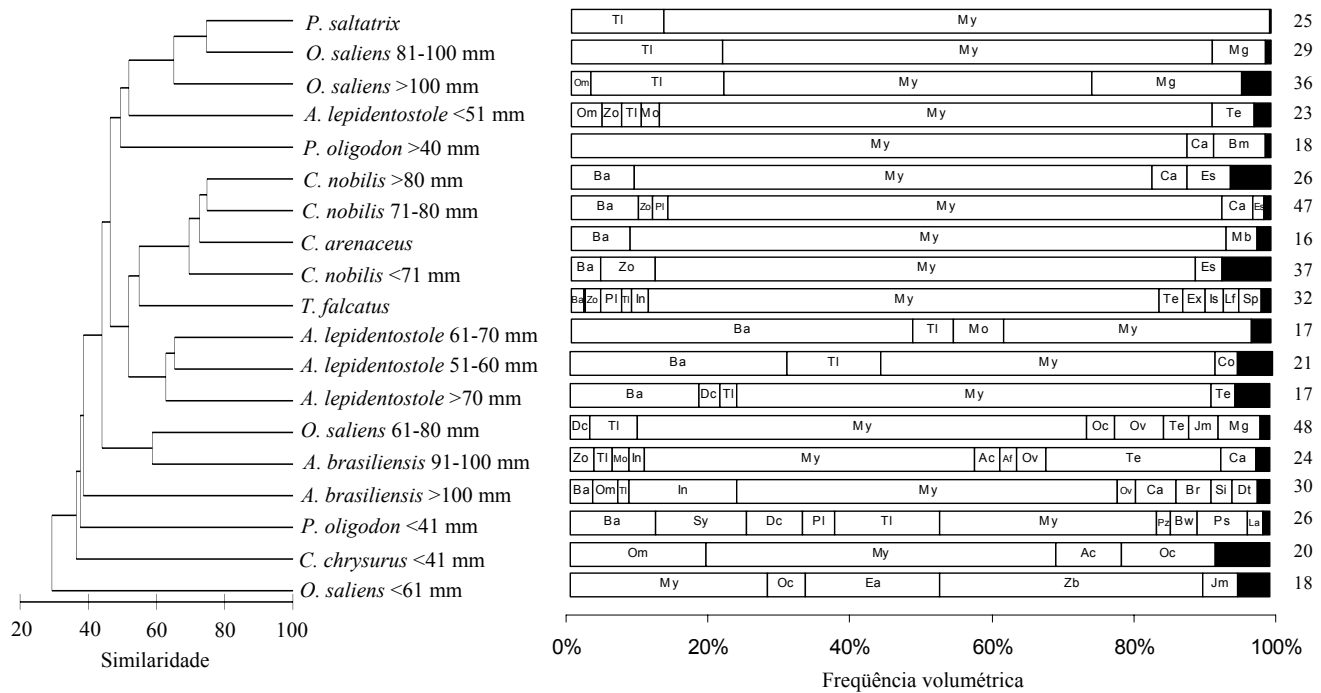 P. saltatrix Tl My 25
O. saliens 81-100 mm Tl My Mg 29
O. saliens >100 mm Om Tl My Mg 36
A. lepidentostole <51 mm Om Zo Tl Mo My Te 23
P. oligodon >40 mm My Ca Bm 18
C. nobilis >80 mm Ba My Ca Es 26
C. nobilis 71-80 mm Ba Zo Pl My Ca Es 47
C. arenaceus Ba My Mb 16
C. nobilis <71 mm Ba Zo My Es 37
T. falcatus Ba Zo Pl Tl In My Te Ex Is Lf Sp 32
A. lepidentostole 61-70 mm Ba Tl Mo My 17
A. lepidentostole 51-60 mm Ba Tl My Co 21
A. lepidentostole >70 mm Ba Dc Tl My Te 17
O. saliens 61-80 mm Dc Tl My Oc Ov Te Jm Mg 48
A. brasiliensis 91-100 mm Zo Tl Mo In My Ac Af Ov Te Ca 24
A. brasiliensis >100 mm Ba Om Tl In My Ov Ca Br Si Dt 30
P. oligodon <41 mm Ba Sy Dc Pl Tl My Pz Bw Ps La 26
C. chrysurus <41 mm Om My Ac Oc 20
O. saliens <61 mm My Oc Ea Zb Jm 18
20 40 60 80 100 0% 20% 40% 60% 80% 100%
Similaridade
Freqüência volumétrica